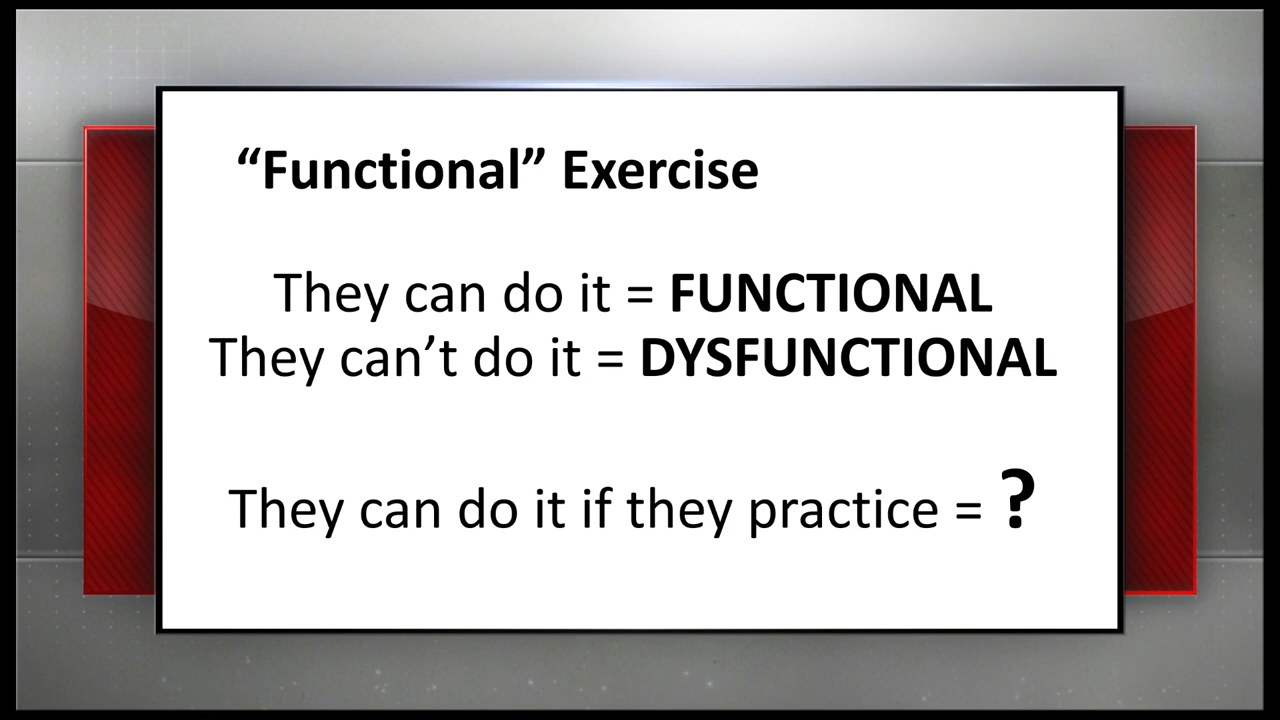 “Functional” Exercise
They can do it = FUNCTIONAL
They can’t do it = DYSFUNCTIONAL
They can do it if they practice = ?